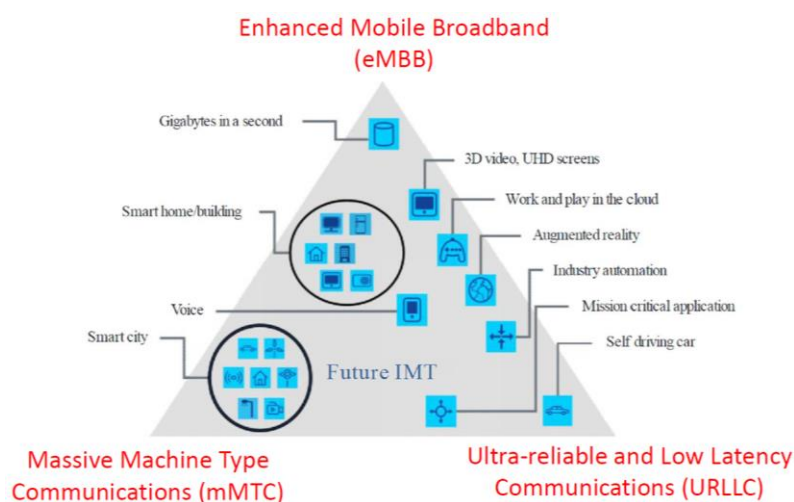 Enhanced Mobile Broadband
(eMBB)
Gigabytes in a second
3D video, UHD screens
Smart home/building
Work and play in the cloud
Augmented reality
Industry automation
Voice
Mission critical application
Smart city
Self driving car
Future IMT
Massive Machine Type
Communications (mMTC)
Ultra-reliable and Low Latency
Communications (URLLC)